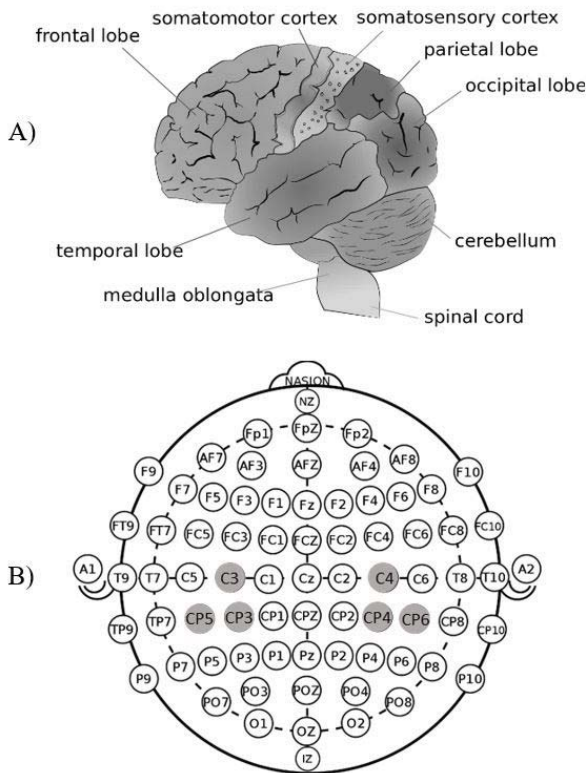 somatomotor cortex somatosensory cortex
frontal lobe parietal lobe
occipital lobe
A)
temporal lobe cerebellum
medulla oblongata
spinal cord
NASION
NZ
Fp1 FpZ Fp2
AF7 AF3 AFZ AF4 AF8
F9 F7 F5 F3 F1 Fz F2 F4 F6 F8 F10
FT9 FT7 FC5 FC3 FC1 FCZ FC2 FC4 FC6 FC8 FC10
B) A1 T9 T7 C5 C3 C1 Cz C2 C4 C6 T8 T10 A2
TP9 TP7 CP5 CP3 CP1 CPZ CP2 CP4 CP6 CP8 CP10
P9 P7 P5 P3 P1 Pz P2 P4 P6 P8 P10
PO7 PO3 POZ PO4 PO8
O1 OZ O2
IZ